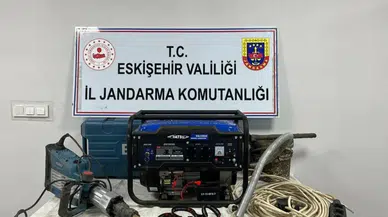 T.C.
ESKİŞEHİR VALİLİĞİ
İL JANDARMA KOMUTANLIĞI